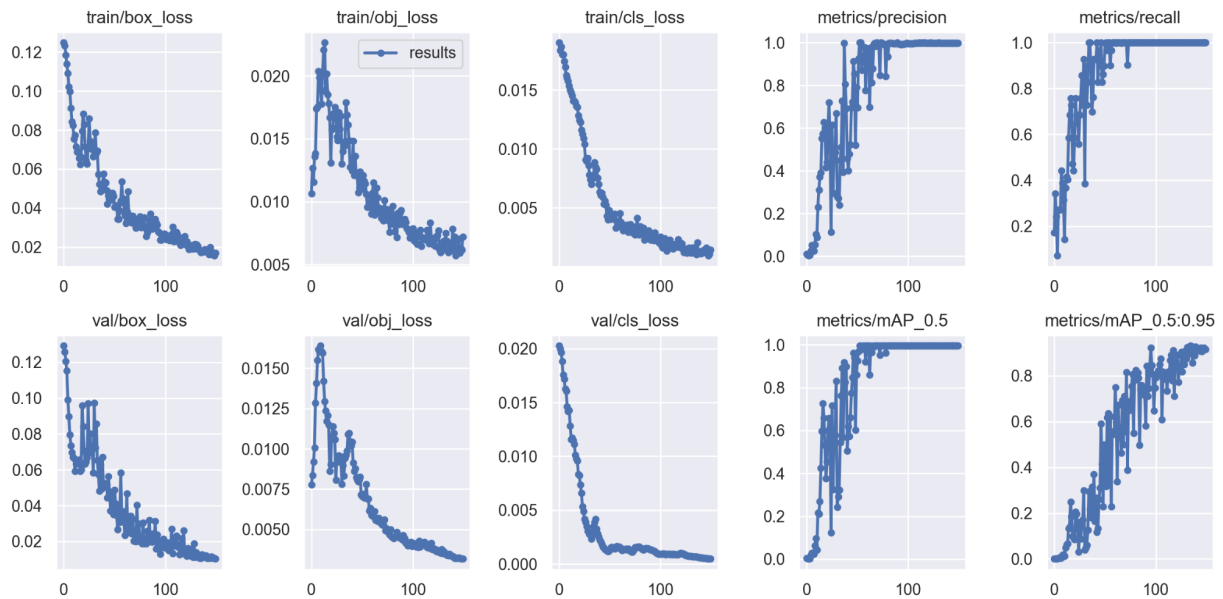 train/box_loss train/obj_loss train/cls_loss metrics/precision metrics/recall
0.12 0.10 0.08 0.06 0.04 0.02
0 100
results
0.020 0.015 0.010 0.005
0 100
0.015 0.010 0.005
0 100
1.0 0.8 0.6 0.4 0.2 0.0
0 100
1.0 0.8 0.6 0.4 0.2
0 100
val/box_loss val/obj_loss val/cls_loss metrics/mAP_0.5 metrics/mAP_0.5:0.95
0.12 0.10 0.08 0.06 0.04 0.02
0 100
0.0150 0.0125 0.0100 0.0075 0.0050
0 100
0.020 0.015 0.010 0.005 0.000
0 100
1.0 0.8 0.6 0.4 0.2 0.0
0 100
0.8 0.6 0.4 0.2 0.0
0 100